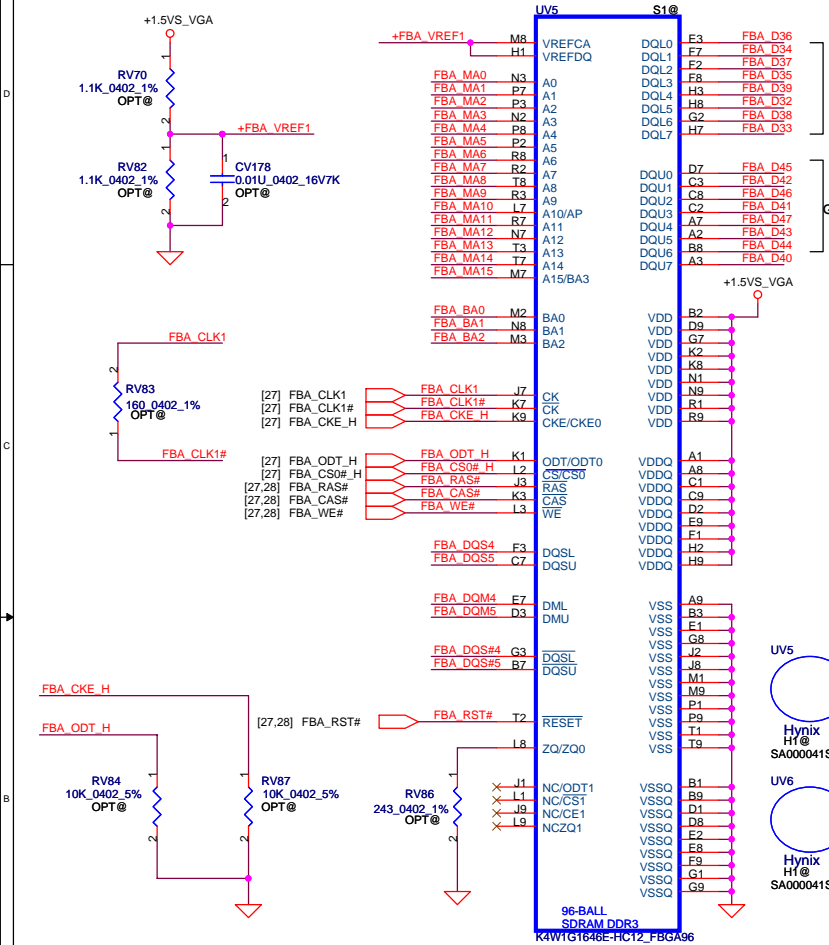 UV5 S1@
+1.5VS_VGA
RV70
1.1K_0402_1%
OPT@
1
2
+FBA_VREF1
RV82
1.1K_0402_1%
OPT@
1
2
CV178
0.01U_0402_16V7K
OPT@
1
2
D
C
B
FBA_CLK1
2
RV83
160_0402_1%
OPT@
1
FBA_CLK1#
+FBA_VREF1 M8 VREFCA
H1 VREFDQ
FBA_MA0 N3 A0
FBA_MA1 P7 A1
FBA_MA2 P3 A2
FBA_MA3 N2 A3
FBA_MA4 P8 A4
FBA_MA5 P2 A5
FBA_MA6 R8 A6
FBA_MA7 R2 A7
FBA_MA8 T8 A8
FBA_MA9 R3 A9
FBA_MA10 L7 A10/AP
FBA_MA11 R7 A11
FBA_MA12 N7 A12
FBA_MA13 T3 A13
FBA_MA14 T7 A14
FBA_MA15 M7 A15/BA3
FBA_BA0 M2 BA0
FBA_BA1 N8 BA1
FBA_BA2 M3 BA2
[27] FBA_CLK1 FBA_CLK1 J7 CK
[27] FBA_CLK1# FBA_CLK1# K7 CK
[27] FBA_CKE_H FBA_CKE_H K9 CKE/CKE0
[27] FBA_ODT_H FBA_ODT_H K1 ODT/ODT0
[27] FBA_CS0#_H FBA_CS0#_H L2 CS/CS0
[27,28] FBA_RAS# FBA_RAS# J3 RAS
[27,28] FBA_CAS# FBA_CAS# K3 CAS
[27,28] FBA_WE# FBA_WE# L3 WE
FBA_DQS4 F3 DQSL
FBA_DQS5 C7 DQSU
FBA_DQM4 E7 DML
FBA_DQM5 D3 DMU
FBA_DQS#4 G3 DQSL
FBA_DQS#5 B7 DQSU
[27,28] FBA_RST# FBA_RST# T2 RESET
L8 ZQ/ZQ0
J1 NC/ODT1
L1 NC/CS1
J9 NC/CE1
L9 NCZQ1
DQL0 E3 FBA_D36
DQL1 F7 FBA_D34
DQL2 F2 FBA_D37
DQL3 F8 FBA_D35
DQL4 H3 FBA_D39
DQL5 H8 FBA_D32
DQL6 G2 FBA_D38
DQL7 H7 FBA_D33
DQU0 D7 FBA_D45
DQU1 C3 FBA_D42
DQU2 C8 FBA_D46
DQU3 C2 FBA_D41
DQU4 A7 FBA_D47
DQU5 A2 FBA_D43
DQU6 B8 FBA_D44
DQU7 A3 FBA_D40
+1.5VS_VGA
VDD B2
VDD D9
VDD G7
VDD K2
VDD K8
VDD N1
VDD N9
VDD R1
VDD R9
VDDQ A1
VDDQ A8
VDDQ C1
VDDQ C9
VDDQ D2
VDDQ E9
VDDQ F1
VDDQ H2
VDDQ H9
VSS A9
VSS B3
VSS E1
VSS G8
VSS J2
VSS J8
VSS M1
VSS M9
VSS P1
VSS P9
VSS T1
VSS T9
VSSQ B1
VSSQ B9
VSSQ D1
VSSQ D8
VSSQ E2
VSSQ E8
VSSQ F9
VSSQ G1
VSSQ G9
FBA_CKE_H
FBA_ODT_H
1
RV84
10K_0402_5%
OPT@
2
1
RV87
10K_0402_5%
OPT@
2
1
RV86
243_0402_1%
OPT@
2
UV5
Hynix
H1@
SA000041S
UV6
Hynix
H1@
SA000041S
96-BALL
SDRAM DDR3
K4W1G1646E-HC12_FBGA96